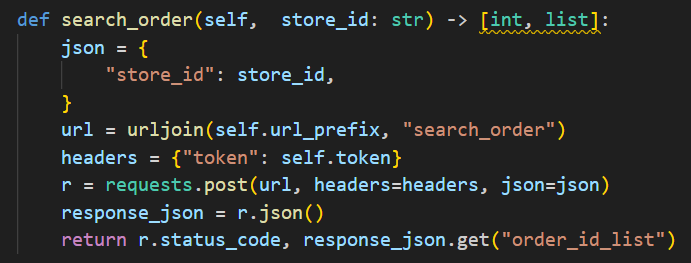 def search_order(self,  store_id: str) -> [int, list]:
    json = {
        "store_id": store_id,
    }
    url = urljoin(self.url_prefix, "search_order")
    headers = {"token": self.token}
    r = requests.post(url, headers=headers, json=json)
    response_json = r.json()
    return r.status_code, response_json.get("order_id_list")